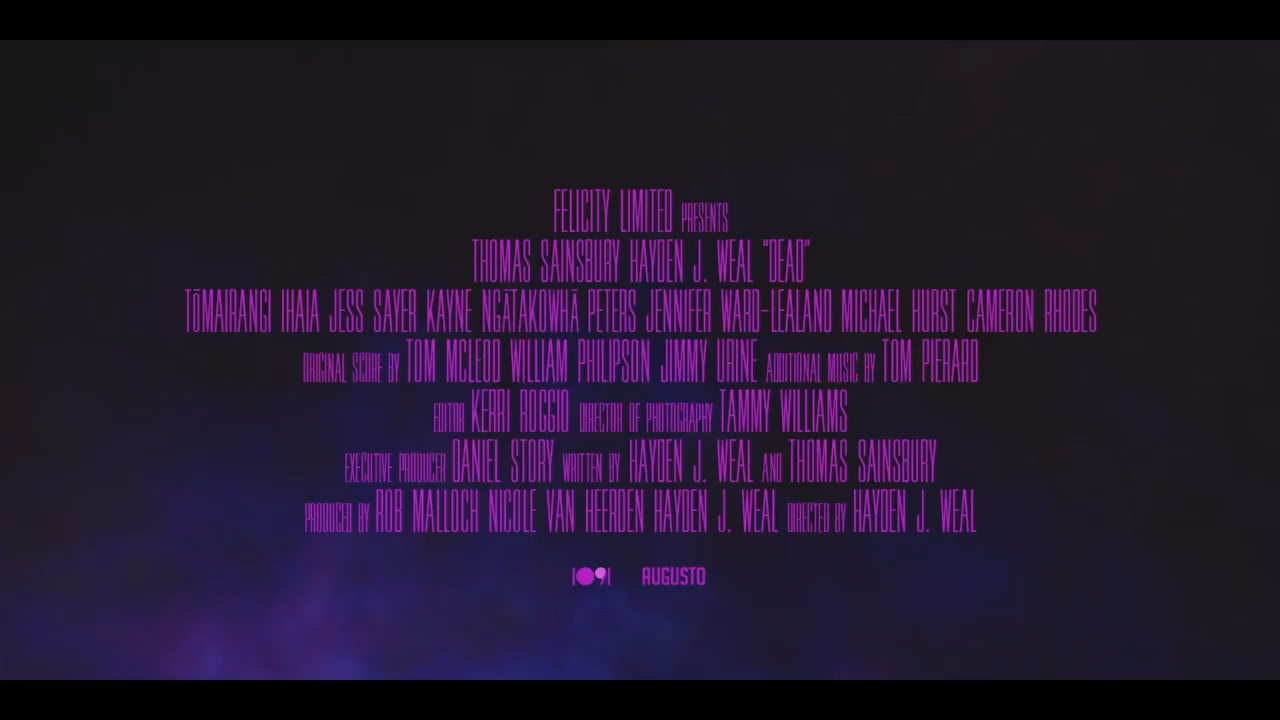 FELICITY LIMITED PRESENTS
THOMAS SAINSBURY HAYDEN J. WEAL "DEAD"
TŌMAIRANGI IHAIA JESS SAYER KAYNE NGĀTAKOWHĀ PETERS JENNIFER WARD-LEALAND MICHAEL HURST CAMERON RHODES
ORIGINAL SCORE BY TOM MCLEOD WILLIAM PHILIPSON JIMMY URINE ADDITIONAL MUSIC BY TOM PIERARD
EDITOR KERRI ROGGIO DIRECTOR OF PHOTOGRAPHY TAMMY WILLIAMS
EXECUTIVE PRODUCER DANIEL STORY WRITTEN BY HAYDEN J. WEAL AND THOMAS SAINSBURY
PRODUCED BY ROB MALLOCH NICOLE VAN HEERDEN HAYDEN J. WEAL DIRECTED BY HAYDEN J. WEAL
1091 AUGUSTO